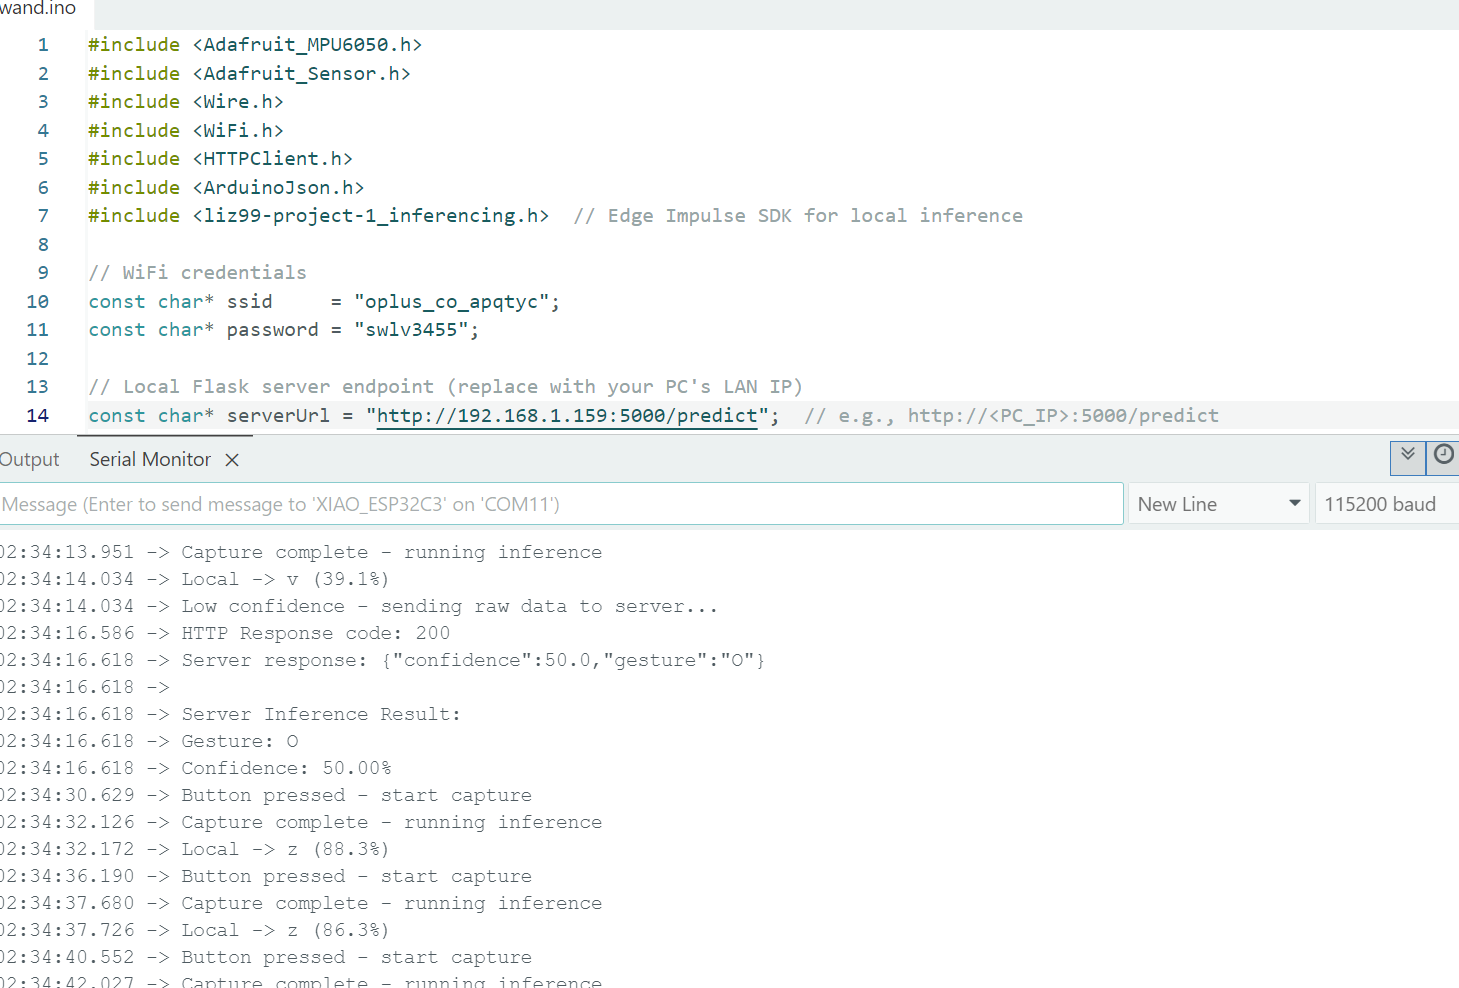 wand.ino
1 #include <Adafruit_MPU6050.h>
2 #include <Adafruit_Sensor.h>
3 #include <Wire.h>
4 #include <WiFi.h>
5 #include <HTTPClient.h>
6 #include <ArduinoJson.h>
7 #include <liz99-project-1_inferencing.h>  // Edge Impulse SDK for local inference
8
9 // WiFi credentials
10 const char* ssid     = "oplus_co_apqtyc";
11 const char* password = "swlv3455";
12
13 // Local Flask server endpoint (replace with your PC's LAN IP)
14 const char* serverUrl = "http://192.168.1.159:5000/predict";  // e.g., http://<PC_IP>:5000/predict
Output Serial Monitor ×
Message (Enter to send message to 'XIAO_ESP32C3' on 'COM11') New Line 115200 baud
02:34:13.951 -> Capture complete – running inference
02:34:14.034 -> Local -> v (39.1%)
02:34:14.034 -> Low confidence – sending raw data to server...
02:34:16.586 -> HTTP Response code: 200
02:34:16.618 -> Server response: {"confidence":50.0,"gesture":"O"}
02:34:16.618 ->
02:34:16.618 -> Server Inference Result:
02:34:16.618 -> Gesture: O
02:34:16.618 -> Confidence: 50.00%
02:34:30.629 -> Button pressed – start capture
02:34:32.126 -> Capture complete – running inference
02:34:32.172 -> Local -> z (88.3%)
02:34:36.190 -> Button pressed – start capture
02:34:37.680 -> Capture complete – running inference
02:34:37.726 -> Local -> z (86.3%)
02:34:40.552 -> Button pressed – start capture
02:34:42.027 -> Capture complete – running inference